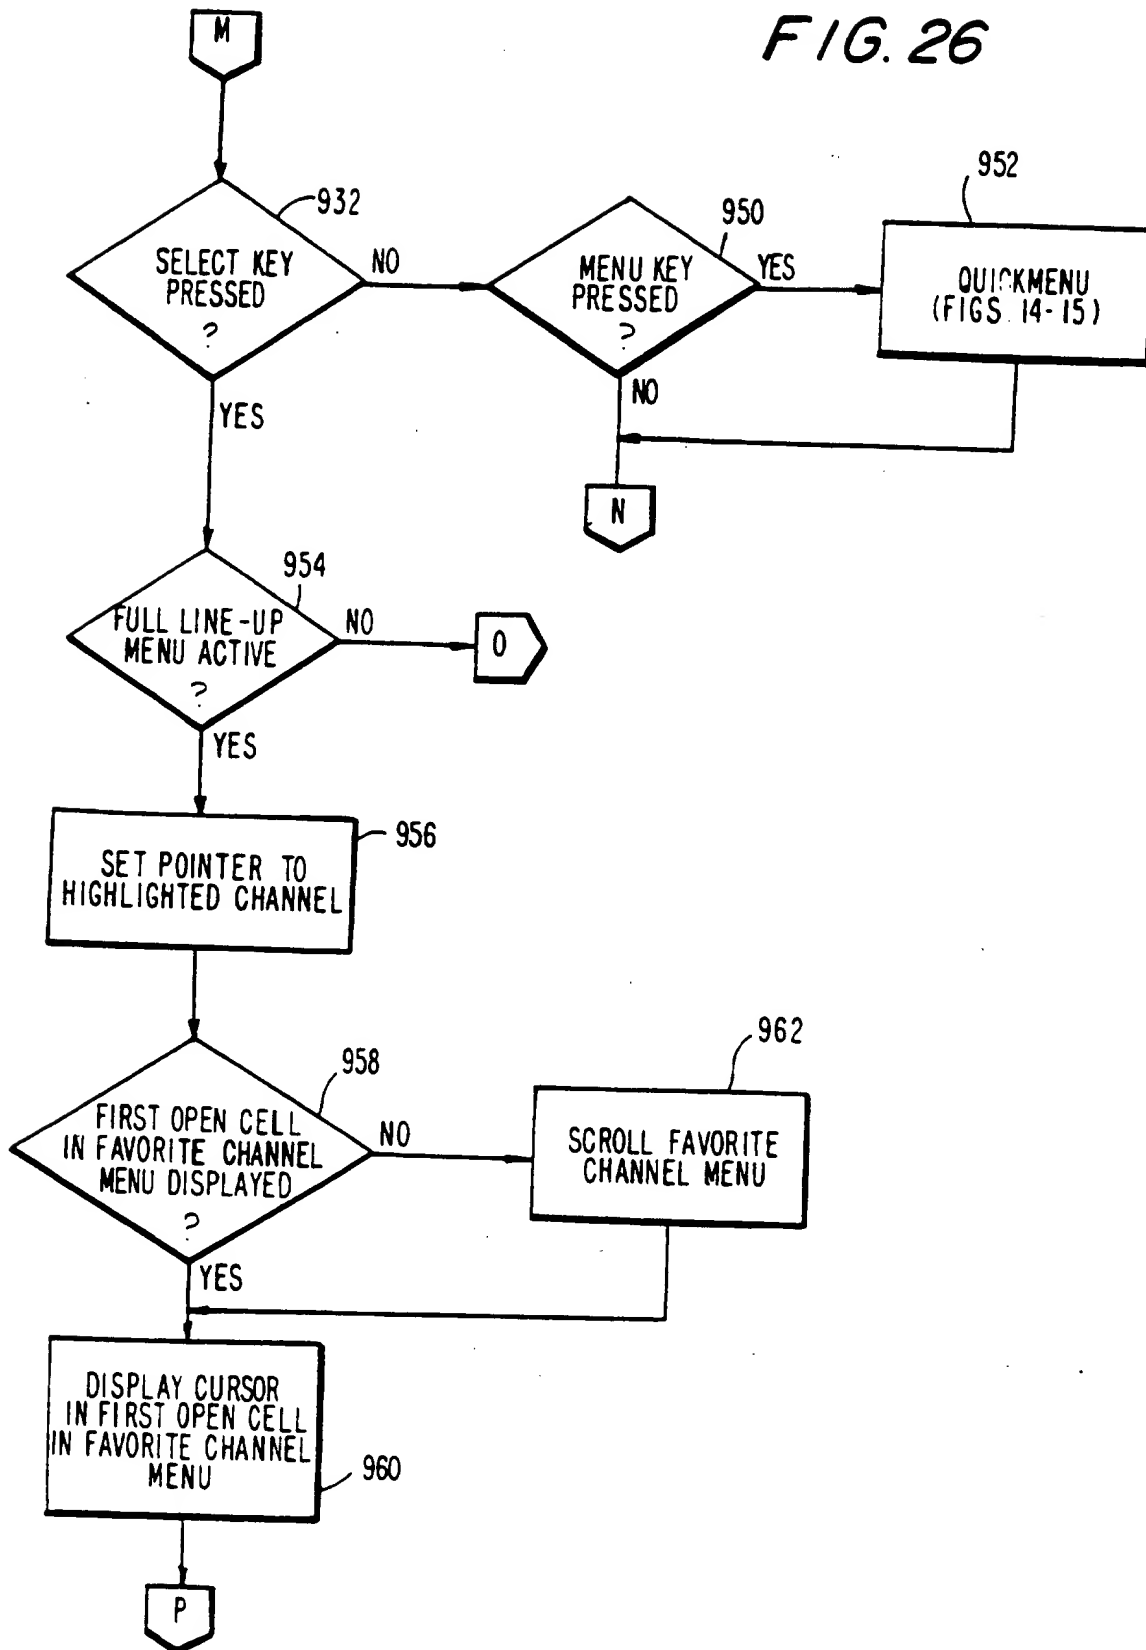 FIG. 26
M
932
SELECT KEY
PRESSED
?
NO
YES
950
MENU KEY
PRESSED
?
YES
NO
952
QUICKMENU
(FIGS. 14-15)
N
954
FULL LINE-UP
MENU ACTIVE
?
NO
O
YES
956
SET POINTER TO
HIGHLIGHTED CHANNEL
958
FIRST OPEN CELL
IN FAVORITE CHANNEL
MENU DISPLAYED
?
NO
YES
962
SCROLL FAVORITE
CHANNEL MENU
DISPLAY CURSOR
IN FIRST OPEN CELL
IN FAVORITE CHANNEL
MENU
960
P